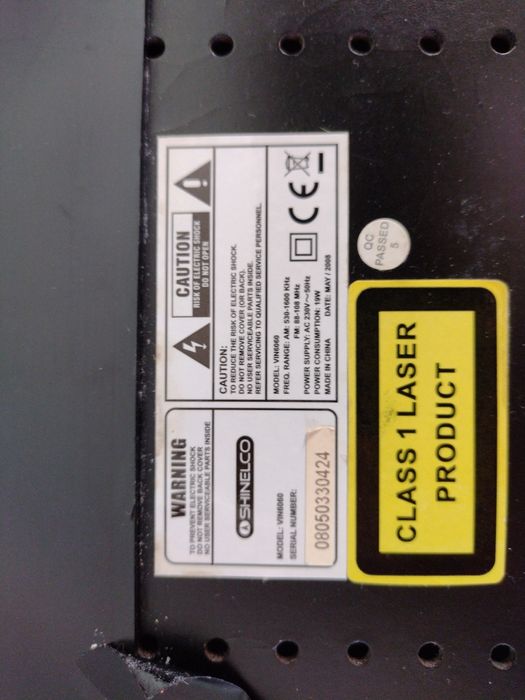 WARNING
TO PREVENT ELECTRIC SHOCK
DO NOT REMOVE BACK COVER
NO USER SERVICEABLE PARTS INSIDE
SHINELCO
MODEL: VIN6060
SERIAL NUMBER:
08050330424
CAUTION
RISK OF ELECTRIC SHOCK
DO NOT OPEN
CAUTION:
TO REDUCE THE RISK OF ELECTRIC SHOCK.
DO NOT REMOVE COVER (OR BACK).
NO USER SERVICEABLE PARTS INSIDE.
REFER SERVICING TO QUALIFIED SERVICE PERSONNEL.
MODEL: VIN6060
FREQ. RANGE: AM: 530-1600 KHz
FM: 88-108 MHz
POWER SUPPLY: AC 230V~50Hz
POWER CONSUMPTION: 19W
MADE IN CHINA DATE: MAY / 2008
CE
CLASS 1 LASER
PRODUCT
QC
PASSED
5